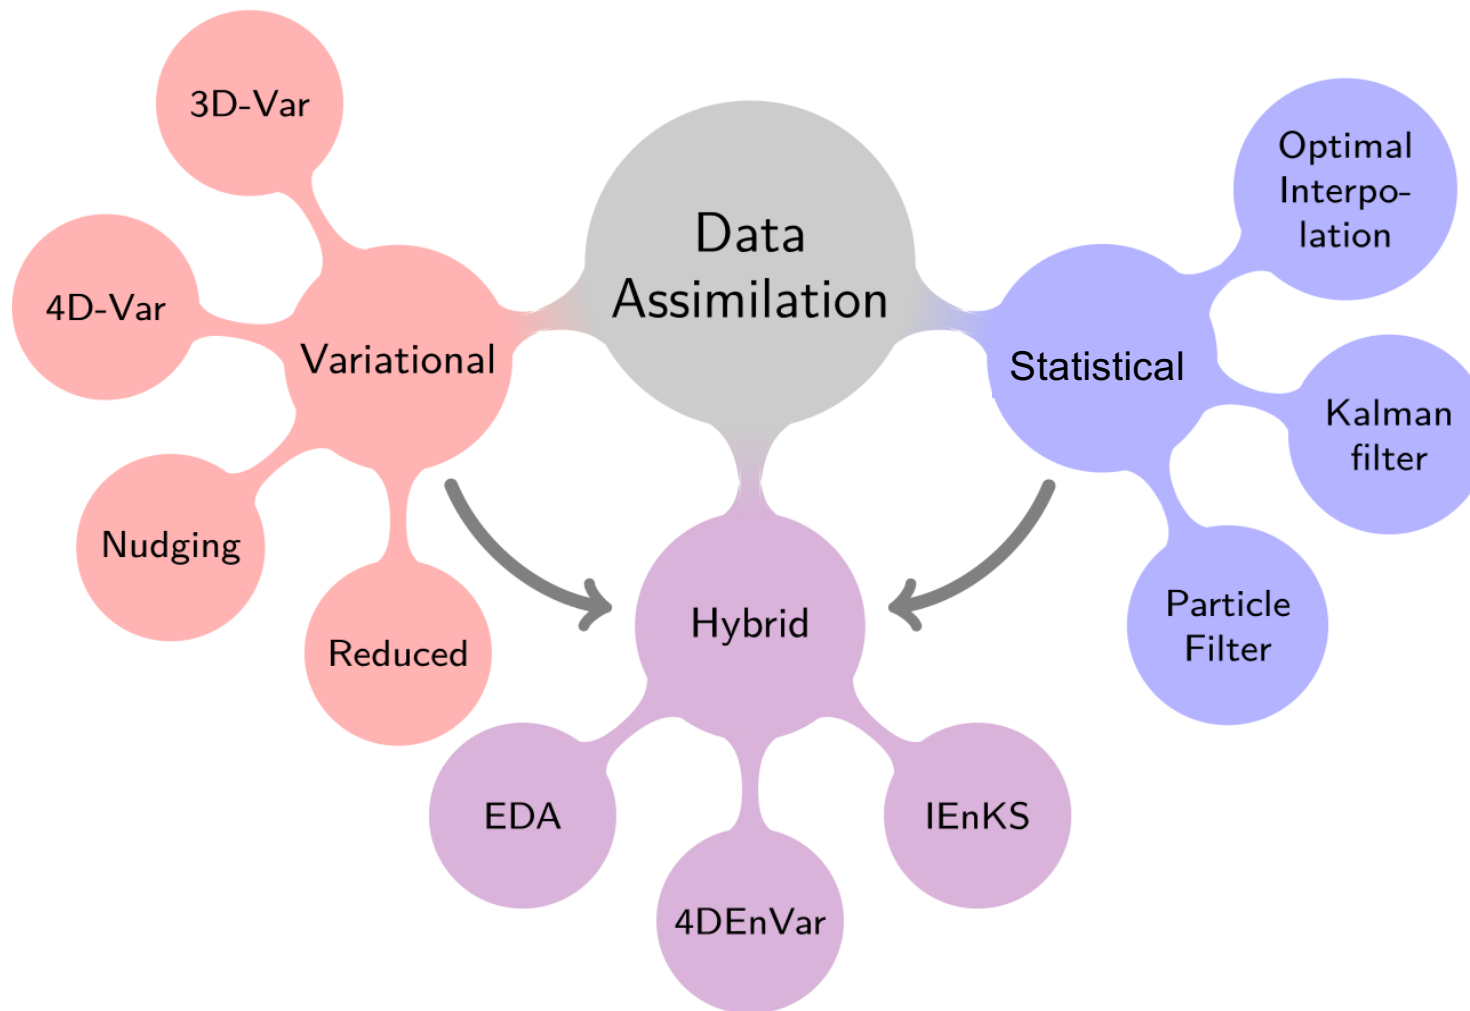 3D-Var
4D-Var
Variational
Nudging
Reduced
Data
Assimilation
Optimal
Interpo-
lation
Statistical
Kalman
filter
Particle
Filter
Hybrid
EDA
4DEnVar
IEnKS